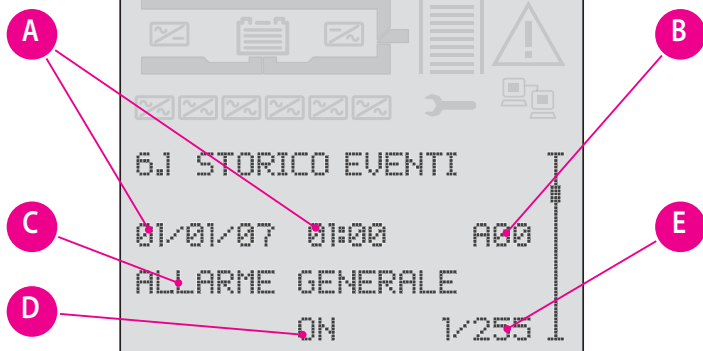 A
B
6.1 STORICO EVENTI
C
01/01/07 01:00 A00
E
ALLARME GENERALE
D
ON 1/255